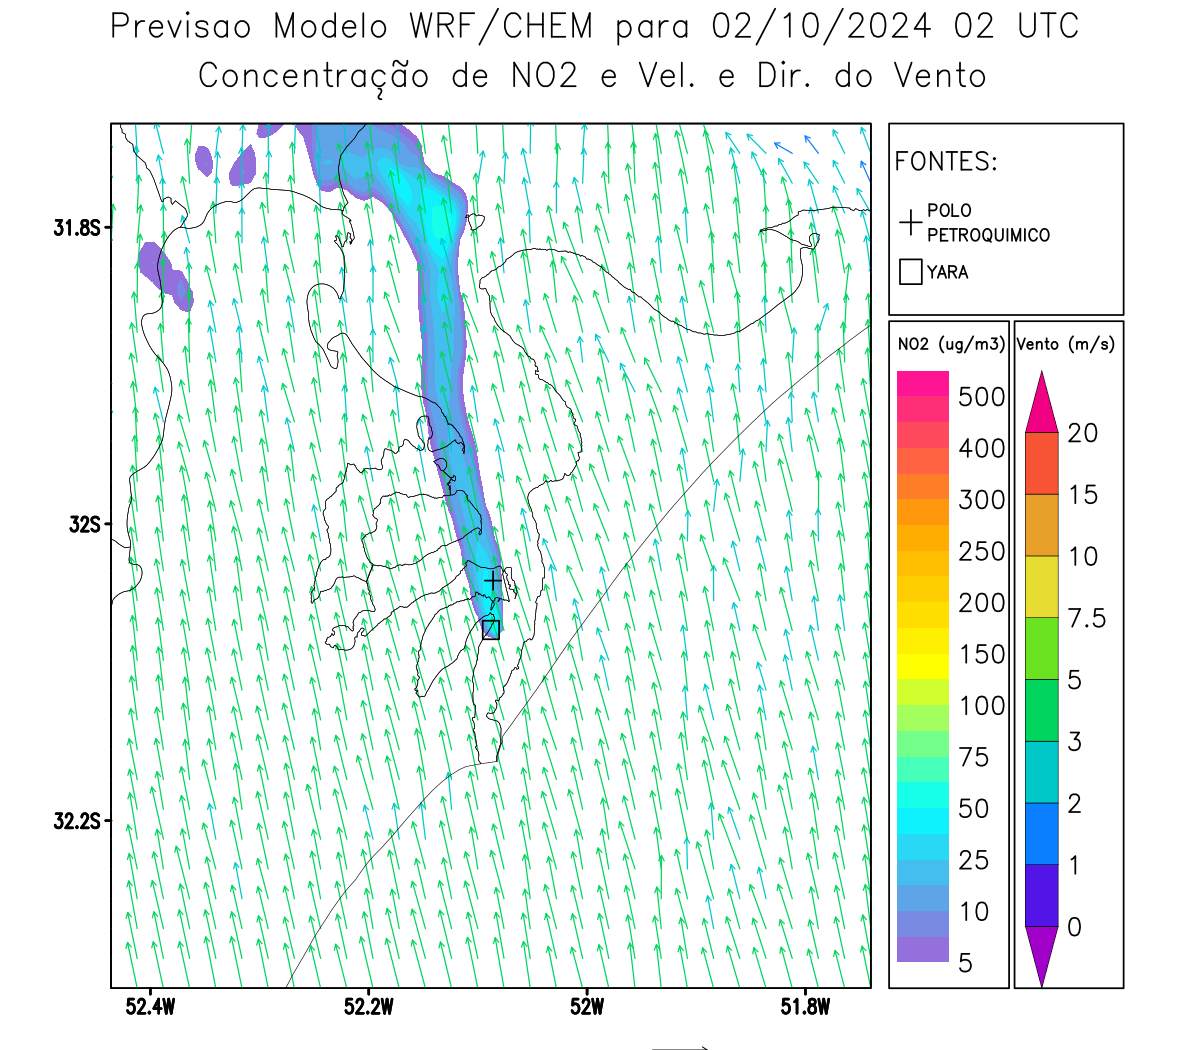 Previsao Modelo WRF/CHEM para 02/10/2024 02 UTC
Concentração de NO2 e Vel. e Dir. do Vento
FONTES:
POLO
PETROQUIMICO
YARA
31.8S
32S
32.2S
52.4W
52.2W
52W
51.8W
NO2 (ug/m3)
500
400
300
250
200
150
100
75
50
25
10
5
Vento (m/s)
20
15
10
7.5
5
3
2
1
0